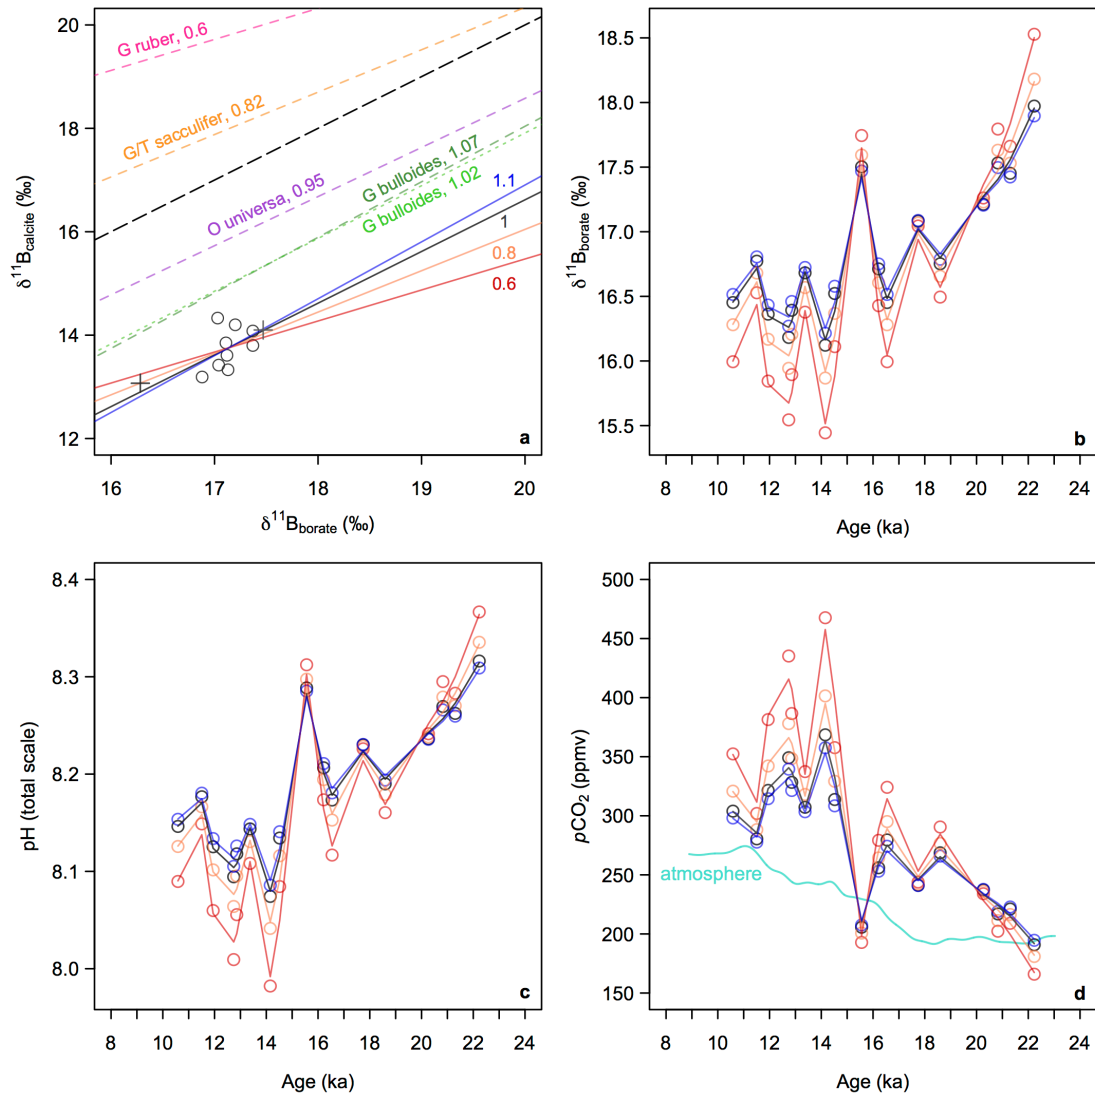 20
18
16
14
12
δ¹¹Bcalcite (‰)
G ruber, 0.6
G/T sacculifer, 0.82
O universa, 0.95
G bulloides, 1.07
G bulloides, 1.02
1.1
1
0.8
0.6
a
16 17 18 19 20
δ¹¹Bborate (‰)
18.5
18.0
17.5
17.0
16.5
16.0
15.5
δ¹¹Bborate (‰)
b
8 10 12 14 16 18 20 22 24
Age (ka)
8.4
8.3
8.2
8.1
8.0
pH (total scale)
c
8 10 12 14 16 18 20 22 24
Age (ka)
500
450
400
350
300
250
200
150
pCO₂ (ppmv)
atmosphere
d
8 10 12 14 16 18 20 22 24
Age (ka)